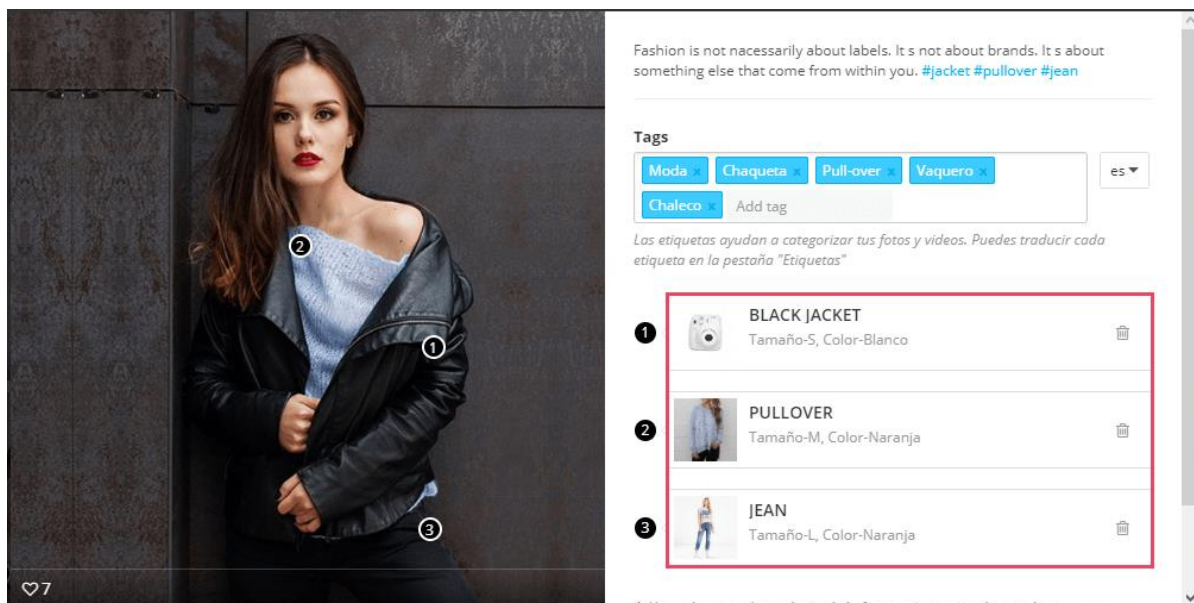 Fashion is not nacessarily about labels. It s not about brands. It s about
something else that come from within you. #jacket #pullover #jean
Tags
Moda x Chaqueta x Pull-over x Vaquero x
es
Chaleco x Add tag
Las etiquetas ayudan a categorizar tus fotos y videos. Puedes traducir cada
etiqueta en la pestaña "Etiquetas"
2
1
3
7
1
BLACK JACKET
Tamaño-S, Color-Blanco
2
PULLOVER
Tamaño-M, Color-Naranja
3
JEAN
Tamaño-L, Color-Naranja